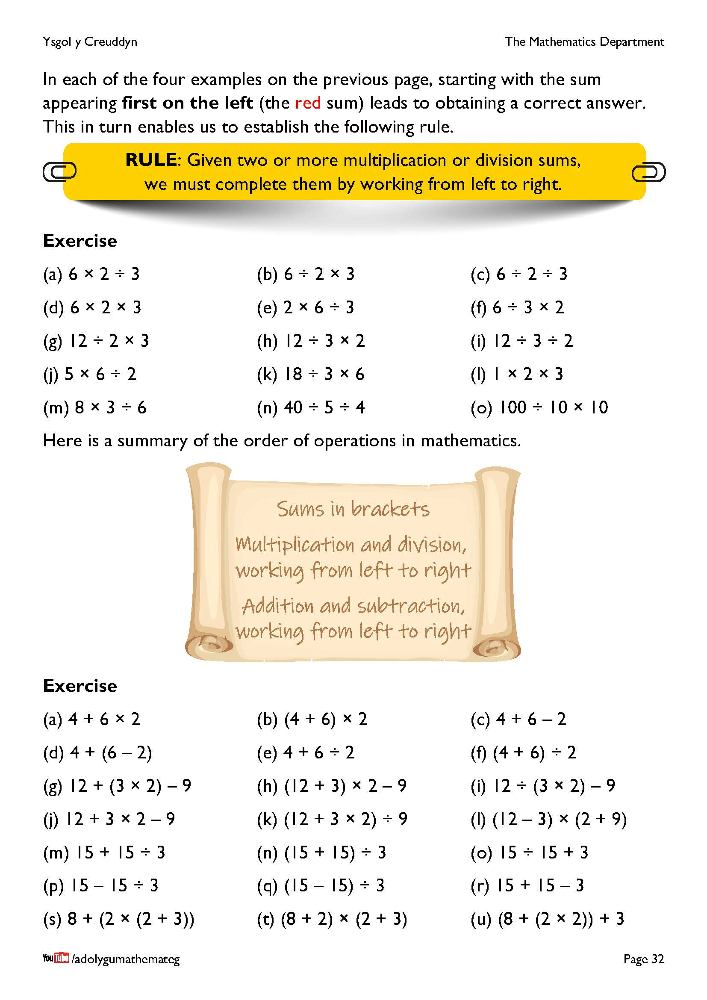 Ysgol y Creuddyn
The Mathematics Department
In each of the four examples on the previous page, starting with the sum
appearing first on the left (the red sum) leads to obtaining a correct answer.
This in turn enables us to establish the following rule.
RULE: Given two or more multiplication or division sums,
we must complete them by working from left to right.
Exercise
(a) 6 × 2 ÷ 3 (b) 6 ÷ 2 × 3 (c) 6 ÷ 2 ÷ 3
(d) 6 × 2 × 3 (e) 2 × 6 ÷ 3 (f) 6 ÷ 3 × 2
(g) 12 ÷ 2 × 3 (h) 12 ÷ 3 × 2 (i) 12 ÷ 3 ÷ 2
(j) 5 × 6 ÷ 2 (k) 18 ÷ 3 × 6 (l) 1 × 2 × 3
(m) 8 × 3 ÷ 6 (n) 40 ÷ 5 ÷ 4 (o) 100 ÷ 10 × 10
Here is a summary of the order of operations in mathematics.
Sums in brackets
Multiplication and division,
working from left to right
Addition and subtraction,
working from left to right
Exercise
(a) 4 + 6 × 2 (b) (4 + 6) × 2 (c) 4 + 6 – 2
(d) 4 + (6 – 2) (e) 4 + 6 ÷ 2 (f) (4 + 6) ÷ 2
(g) 12 + (3 × 2) – 9 (h) (12 + 3) × 2 – 9 (i) 12 ÷ (3 × 2) – 9
(j) 12 + 3 × 2 – 9 (k) (12 + 3 × 2) ÷ 9 (l) (12 – 3) × (2 + 9)
(m) 15 + 15 ÷ 3 (n) (15 + 15) ÷ 3 (o) 15 ÷ 15 + 3
(p) 15 – 15 ÷ 3 (q) (15 – 15) ÷ 3 (r) 15 + 15 – 3
(s) 8 + (2 × (2 + 3)) (t) (8 + 2) × (2 + 3) (u) (8 + (2 × 2)) + 3
YouTube/adolygumathemateg
Page 32